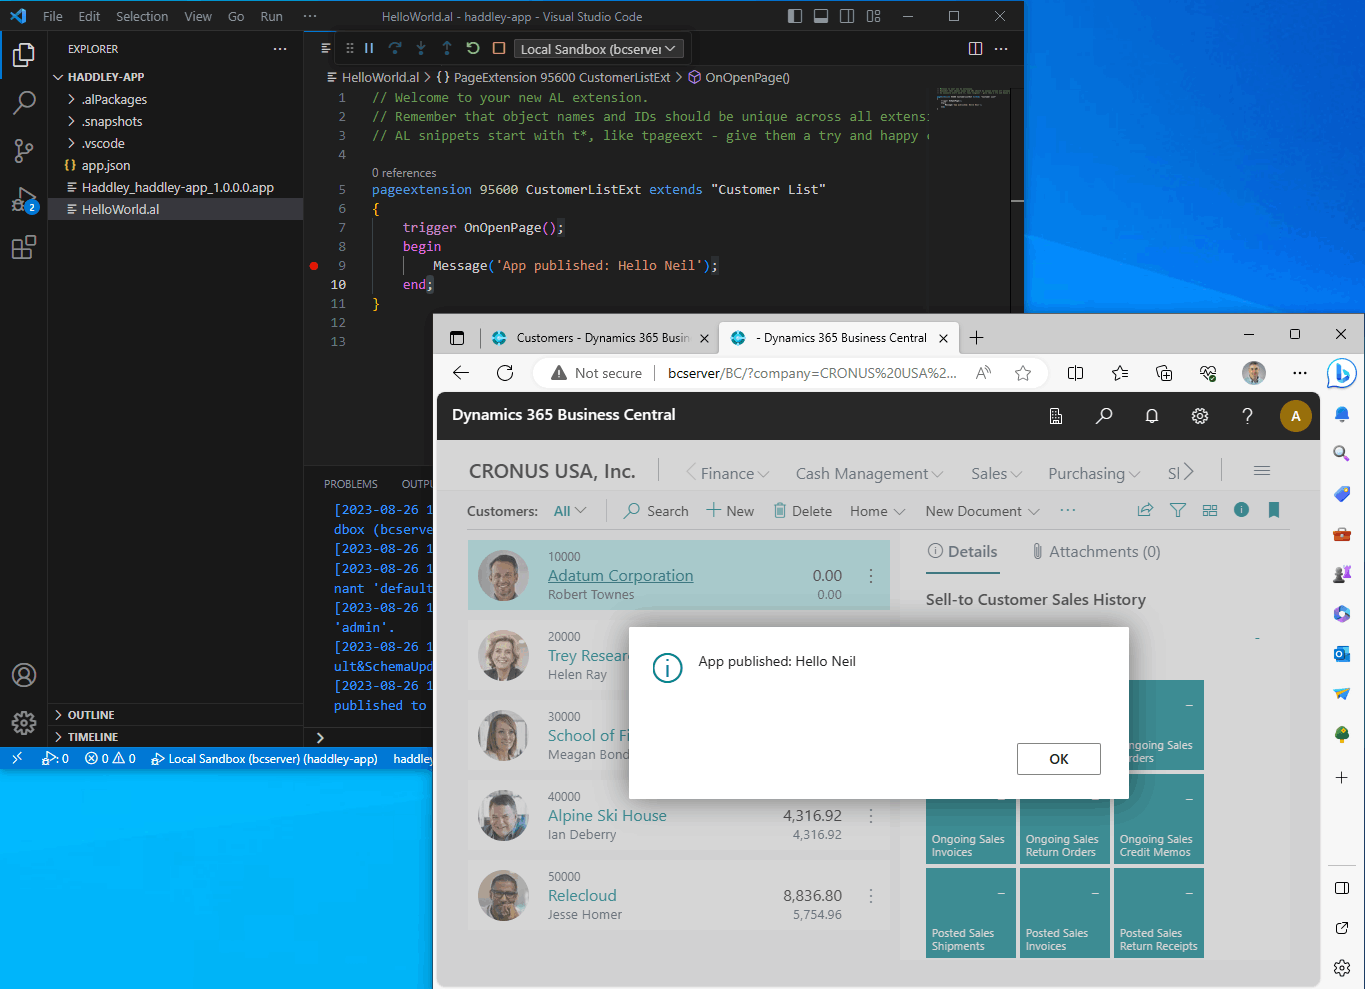 File Edit Selection View Go Run ···
HelloWorld.al - haddley-app - Visual Studio Code
EXPLORER
HADDLEY-APP
.alPackages
.snapshots
.vscode
{} app.json
Haddley_haddley-app_1.0.0.0.app
HelloWorld.al
OUTLINE
TIMELINE
2
Local Sandbox (bcserver
HelloWorld.al > {} PageExtension 95600 CustomerListExt > OnOpenPage()
1 // Welcome to your new AL extension.
2 // Remember that object names and IDs should be unique across all extens
3 // AL snippets start with t*, like tpageext - give them a try and happy
4
0 references
5 pageextension 95600 CustomerListExt extends "Customer List"
6 {
7 trigger OnOpenPage();
8 begin
9 Message('App published: Hello Neil');
10 end;
11 }
12
13
PROBLEMS OUTPU
[2023-08-26 1
dbox (bcserve
[2023-08-26 1
[2023-08-26 1
nant 'default
[2023-08-26 1
'admin'.
[2023-08-26 1
ult&SchemaUpd
[2023-08-26 1
published to
0 0 0 Local Sandbox (bcserver) (haddley-app) haddley
Customers - Dynamics 365 Busin
- Dynamics 365 Business Central
Not secure bcserver/BC/?company=CRONUS%20USA%2...
Dynamics 365 Business Central
? A
CRONUS USA, Inc.
Finance Cash Management Sales Purchasing Sl
Customers: All Search New Delete Home New Document ···
10000
Adatum Corporation 0.00
Robert Townes 0.00
20000
Trey Resear
Helen Ray
30000
School of Fi
Meagan Bond
40000
Alpine Ski House 4,316.92
Ian Deberry 4,316.92
50000
Relecloud 8,836.80
Jesse Homer 5,754.96
Details Attachments (0)
Sell-to Customer Sales History
-
App published: Hello Neil
OK
ngoing Sales
rders
Ongoing Sales
Invoices
Ongoing Sales
Return Orders
Ongoing Sales
Credit Memos
Posted Sales
Shipments
Posted Sales
Invoices
Posted Sales
Return Receipts